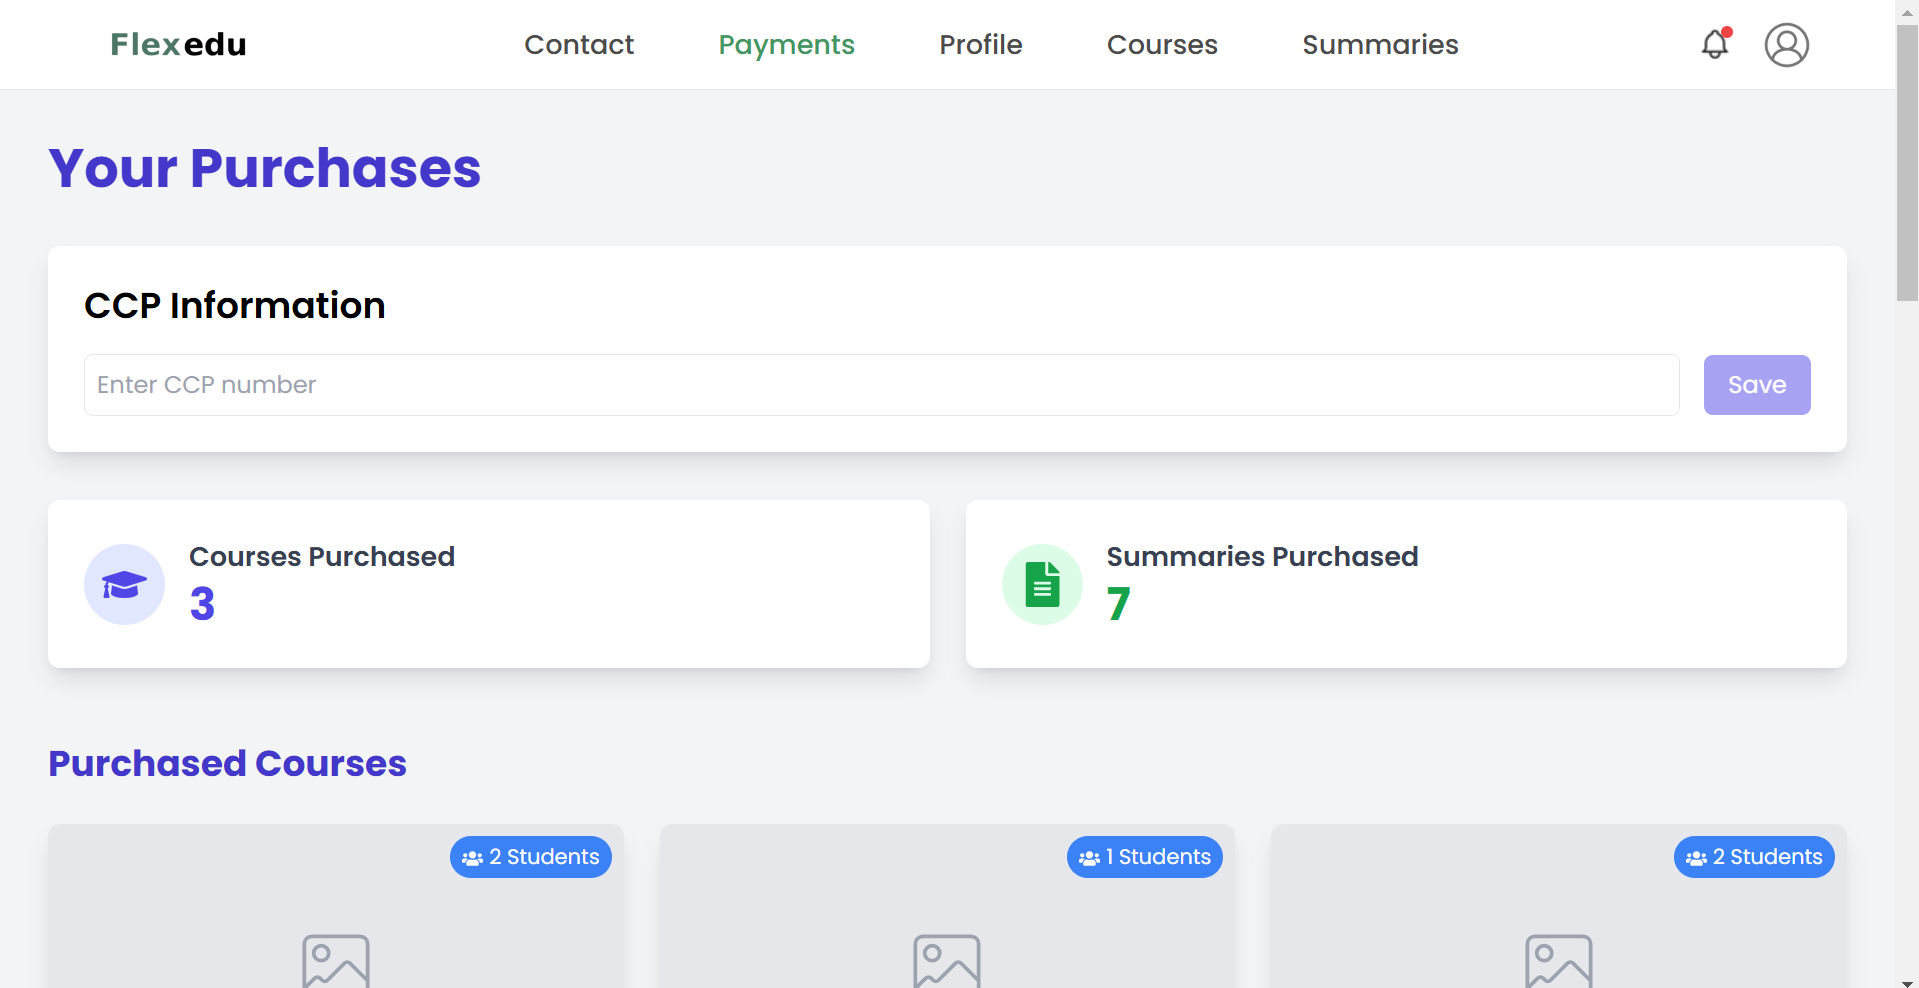 Flexedu
Contact Payments Profile Courses Summaries
Your Purchases
CCP Information
Enter CCP number
Save
Courses Purchased
3
Summaries Purchased
7
Purchased Courses
2 Students
1 Students
2 Students